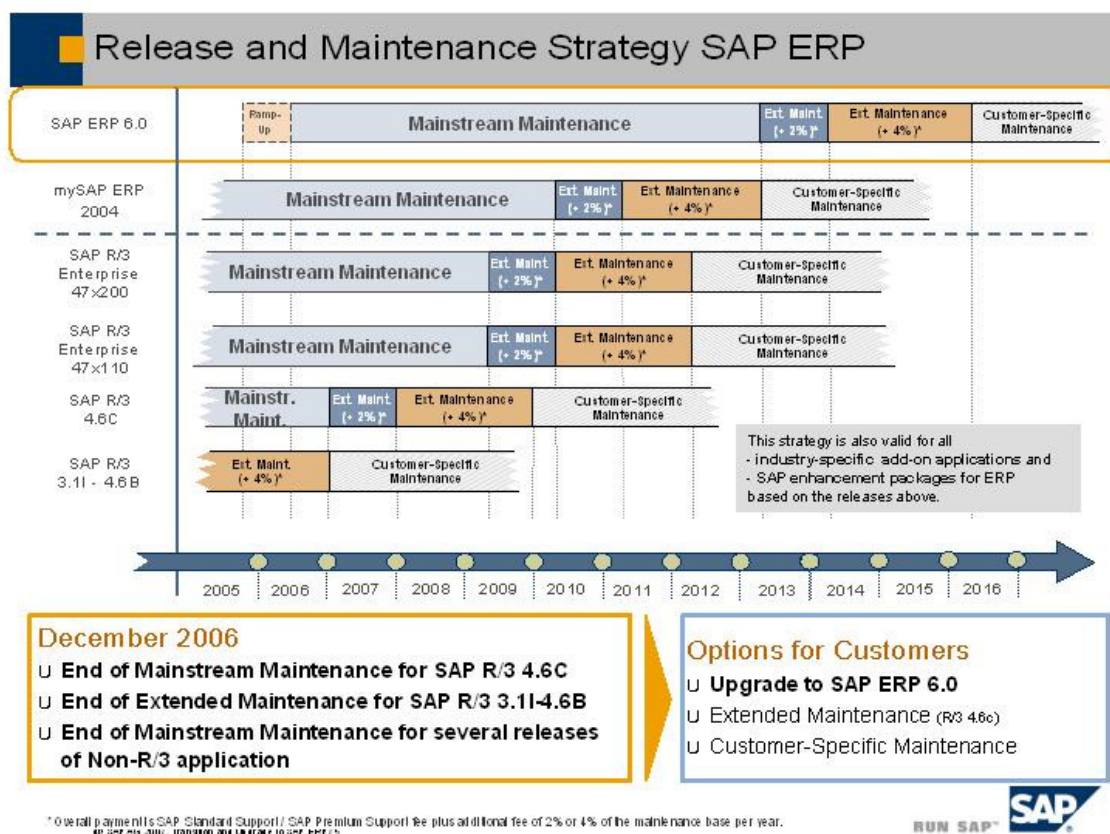 Release and Maintenance Strategy SAP ERP
SAP ERP 6.0
Ramp-
Up
Mainstream Maintenance
Ext. Maint.
(+ 2%)*
Ext. Maintenance
(+ 4%)*
Customer-Specific
Maintenance
mySAP ERP
2004
Mainstream Maintenance
Ext. Maint.
(+ 2%)*
Ext. Maintenance
(+ 4%)*
Customer-Specific
Maintenance
SAP R/3
Enterprise
47x200
Mainstream Maintenance
Ext. Maint.
(+ 2%)*
Ext. Maintenance
(+ 4%)*
Customer-Specific
Maintenance
SAP R/3
Enterprise
47x110
Mainstream Maintenance
Ext. Maint.
(+ 2%)*
Ext. Maintenance
(+ 4%)*
Customer-Specific
Maintenance
SAP R/3
4.6C
Mainstr.
Maint.
Ext. Maint.
(+ 2%)*
Ext. Maintenance
(+ 4%)*
Customer-Specific
Maintenance
SAP R/3
3.1I - 4.6B
Ext. Maint.
(+ 4%)*
Customer-Specific
Maintenance
This strategy is also valid for all
- industry-specific add-on applications and
- SAP enhancement packages for ERP
based on the releases above.
2005 2006 2007 2008 2009 2010 2011 2012 2013 2014 2015 2016
December 2006
u End of Mainstream Maintenance for SAP R/3 4.6C
u End of Extended Maintenance for SAP R/3 3.1I-4.6B
u End of Mainstream Maintenance for several releases
of Non-R/3 application
Options for Customers
u Upgrade to SAP ERP 6.0
u Extended Maintenance (R/3 4.6c)
u Customer-Specific Maintenance
* Overall payment is SAP Standard Support / SAP Premium Support fee plus additional fee of 2% or 4% of the maintenance base per year.
RUN SAP™
SAP